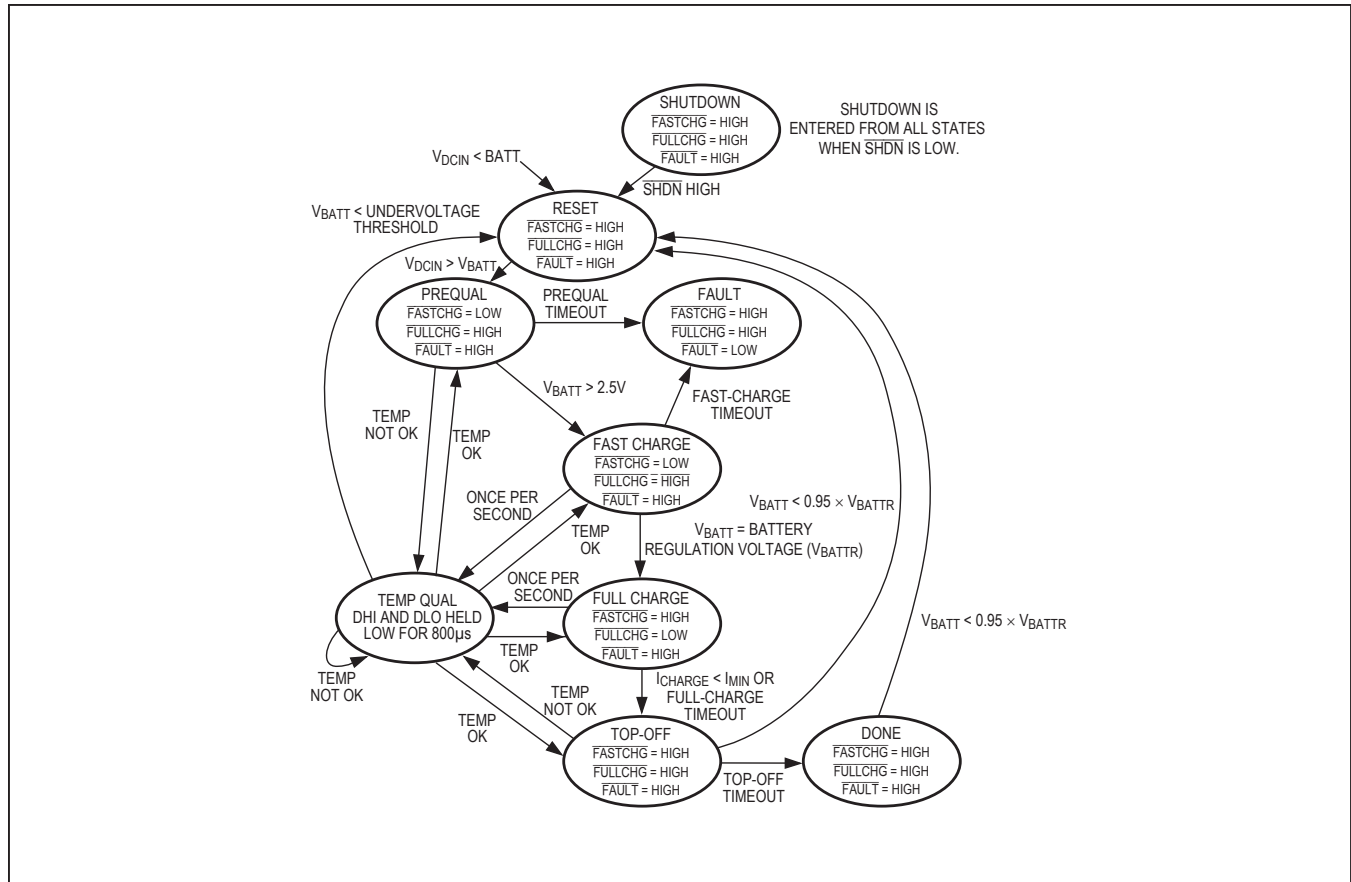 SHUTDOWN
FASTCHG = HIGH
FULLCHG = HIGH
FAULT = HIGH
SHUTDOWN IS
ENTERED FROM ALL STATES
WHEN SHDN IS LOW.
VDCIN < BATT
SHDN HIGH
VBATT < UNDERVOLTAGE
THRESHOLD
RESET
FASTCHG = HIGH
FULLCHG = HIGH
FAULT = HIGH
VDCIN > VBATT
PREQUAL
FASTCHG = LOW
FULLCHG = HIGH
FAULT = HIGH
PREQUAL
TIMEOUT
FAULT
FASTCHG = HIGH
FULLCHG = HIGH
FAULT = LOW
VBATT > 2.5V
FAST-CHARGE
TIMEOUT
TEMP
NOT OK
TEMP
OK
FAST CHARGE
FASTCHG = LOW
FULLCHG = HIGH
FAULT = HIGH
ONCE PER
SECOND
TEMP
OK
VBATT < 0.95 × VBATTR
VBATT = BATTERY
REGULATION VOLTAGE (VBATTR)
TEMP QUAL
DHI AND DLO HELD
LOW FOR 800µs
ONCE PER
SECOND
FULL CHARGE
FASTCHG = HIGH
FULLCHG = LOW
FAULT = HIGH
VBATT < 0.95 × VBATTR
TEMP
OK
TEMP
NOT OK
ICHARGE < IMIN OR
FULL-CHARGE
TIMEOUT
TEMP
NOT OK
TEMP
OK
TOP-OFF
FASTCHG = HIGH
FULLCHG = HIGH
FAULT = HIGH
TOP-OFF
TIMEOUT
DONE
FASTCHG = HIGH
FULLCHG = HIGH
FAULT = HIGH